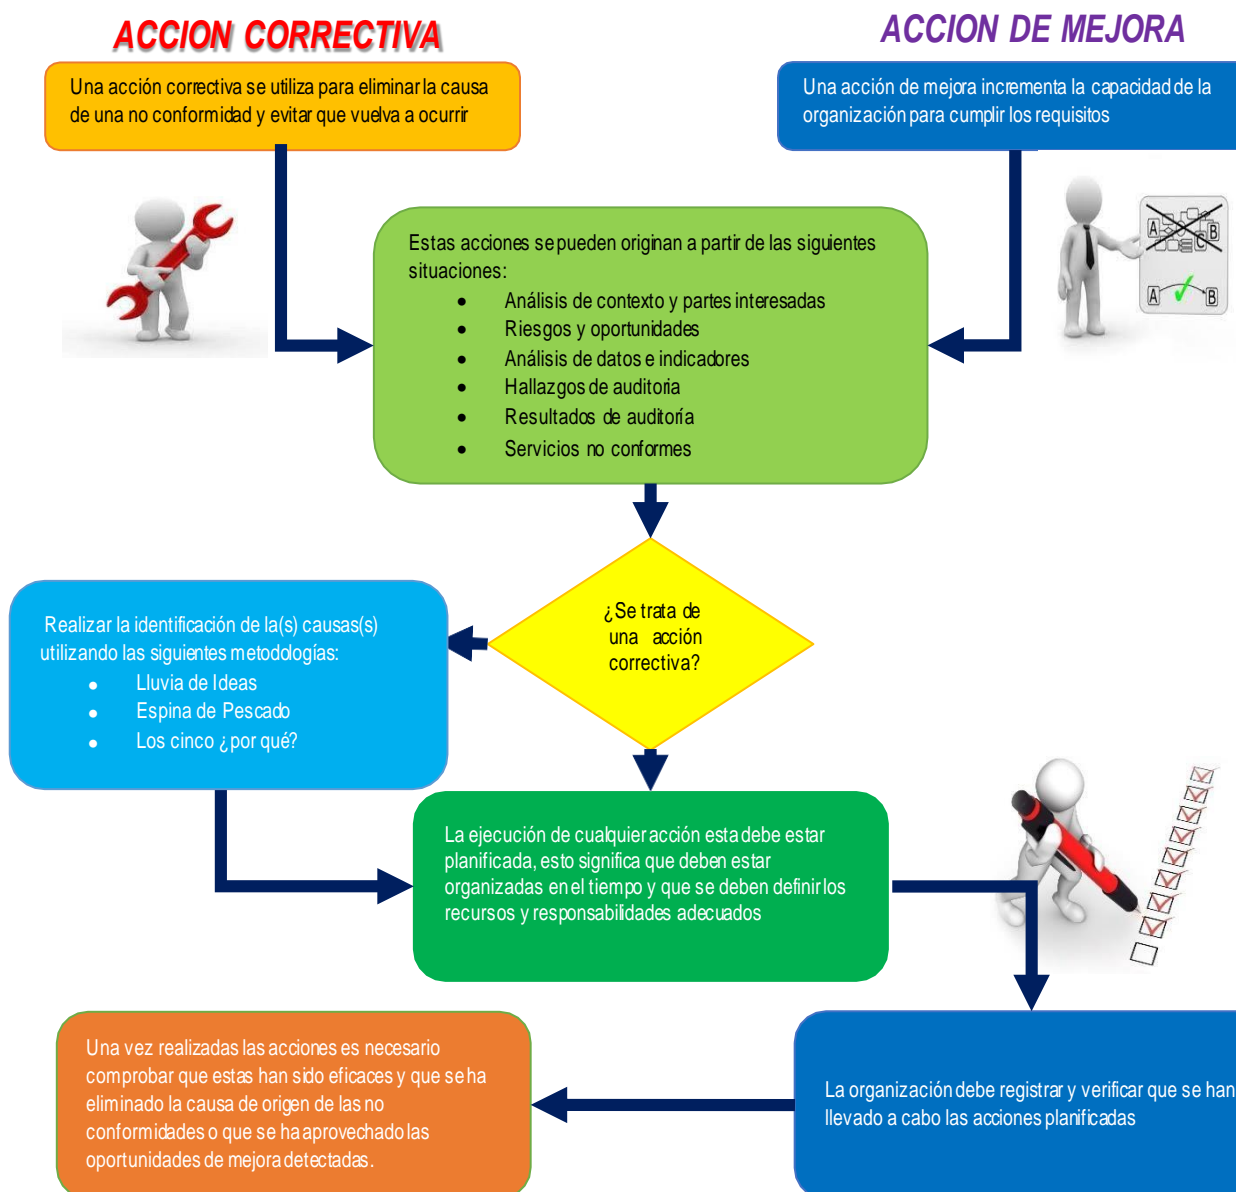 ACCION CORRECTIVA
ACCION DE MEJORA
Una acción correctiva se utiliza para eliminar la causa
de una no conformidad y evitar que vuelva a ocurrir
Una acción de mejora incrementa la capacidad de la
organización para cumplir los requisitos
Estas acciones se pueden originan a partir de las siguientes
situaciones:
• Análisis de contexto y partes interesadas
• Riesgos y oportunidades
• Análisis de datos e indicadores
• Hallazgos de auditoria
• Resultados de auditoría
• Servicios no conformes
A
B
C
A
B
¿Se trata de
una acción
correctiva?
Realizar la identificación de la(s) causas(s)
utilizando las siguientes metodologías:
• Lluvia de Ideas
• Espina de Pescado
• Los cinco ¿por qué?
La ejecución de cualquier acción esta debe estar
planificada, esto significa que deben estar
organizadas en el tiempo y que se deben definir los
recursos y responsabilidades adecuados
Una vez realizadas las acciones es necesario
comprobar que estas han sido eficaces y que se ha
eliminado la causa de origen de las no
conformidades o que se ha aprovechado las
oportunidades de mejora detectadas.
La organización debe registrar y verificar que se han
llevado a cabo las acciones planificadas